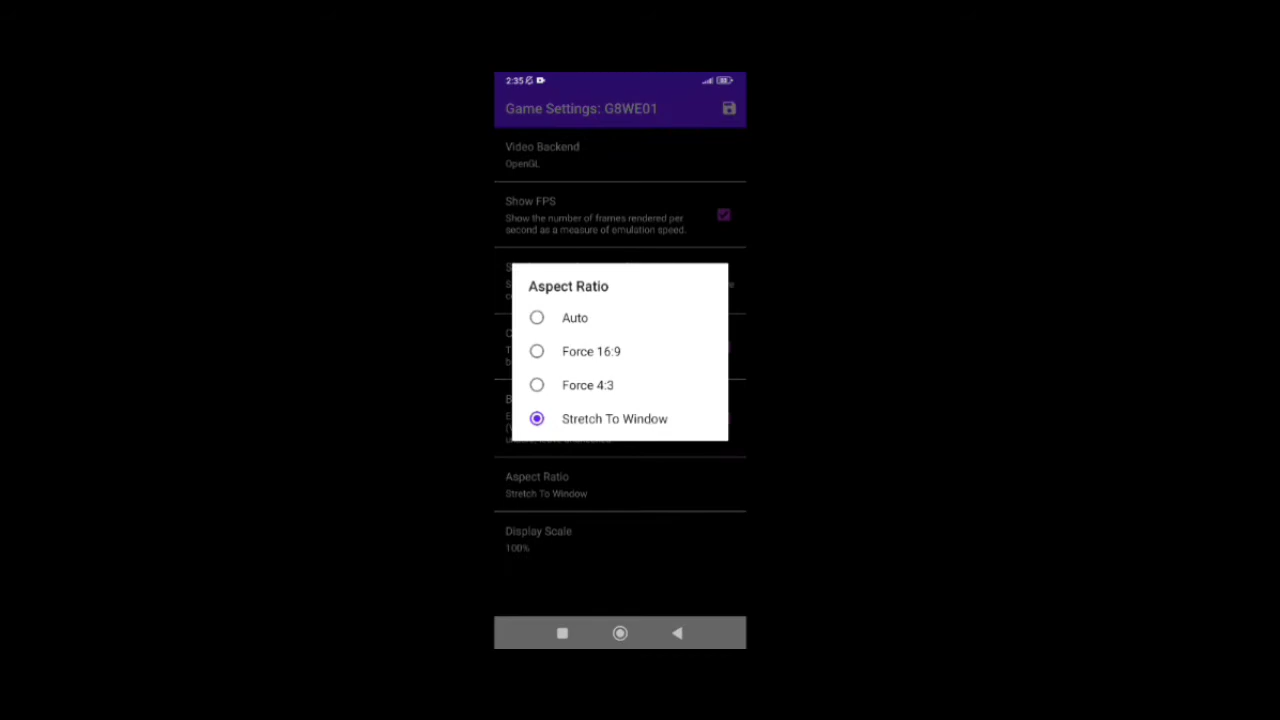 2:35
Game Settings: G8WE01
Video Backend
OpenGL
Show FPS
Show the number of frames rendered per
second as a measure of emulation speed.
Aspect Ratio
Auto
Force 16:9
Force 4:3
Stretch To Window
Aspect Ratio
Stretch To Window
Display Scale
100%